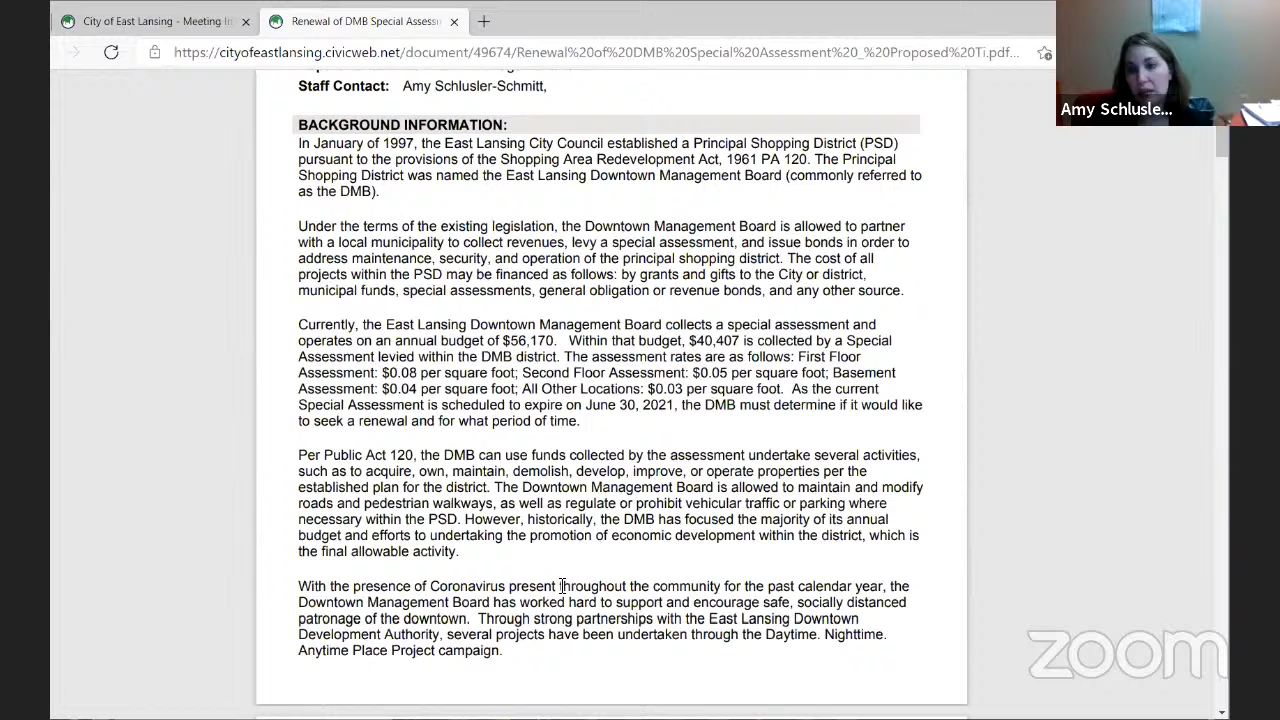 City of East Lansing - Meeting In
Renewal of DMB Special Assessm
https://cityofeastlansing.civicweb.net/document/49674/Renewal%20of%20DMB%20Special%20Assessment%20_%20Proposed%20Ti.pdf...
Amy Schlusle...
Staff Contact: Amy Schlusler-Schmitt,
BACKGROUND INFORMATION:
In January of 1997, the East Lansing City Council established a Principal Shopping District (PSD)
pursuant to the provisions of the Shopping Area Redevelopment Act, 1961 PA 120. The Principal
Shopping District was named the East Lansing Downtown Management Board (commonly referred to
as the DMB).
Under the terms of the existing legislation, the Downtown Management Board is allowed to partner
with a local municipality to collect revenues, levy a special assessment, and issue bonds in order to
address maintenance, security, and operation of the principal shopping district. The cost of all
projects within the PSD may be financed as follows: by grants and gifts to the City or district,
municipal funds, special assessments, general obligation or revenue bonds, and any other source.
Currently, the East Lansing Downtown Management Board collects a special assessment and
operates on an annual budget of $56,170. Within that budget, $40,407 is collected by a Special
Assessment levied within the DMB district. The assessment rates are as follows: First Floor
Assessment: $0.08 per square foot; Second Floor Assessment: $0.05 per square foot; Basement
Assessment: $0.04 per square foot; All Other Locations: $0.03 per square foot. As the current
Special Assessment is scheduled to expire on June 30, 2021, the DMB must determine if it would like
to seek a renewal and for what period of time.
Per Public Act 120, the DMB can use funds collected by the assessment undertake several activities,
such as to acquire, own, maintain, demolish, develop, improve, or operate properties per the
established plan for the district. The Downtown Management Board is allowed to maintain and modify
roads and pedestrian walkways, as well as regulate or prohibit vehicular traffic or parking where
necessary within the PSD. However, historically, the DMB has focused the majority of its annual
budget and efforts to undertaking the promotion of economic development within the district, which is
the final allowable activity.
With the presence of Coronavirus present throughout the community for the past calendar year, the
Downtown Management Board has worked hard to support and encourage safe, socially distanced
patronage of the downtown. Through strong partnerships with the East Lansing Downtown
Development Authority, several projects have been undertaken through the Daytime. Nighttime.
Anytime Place Project campaign.
zoom